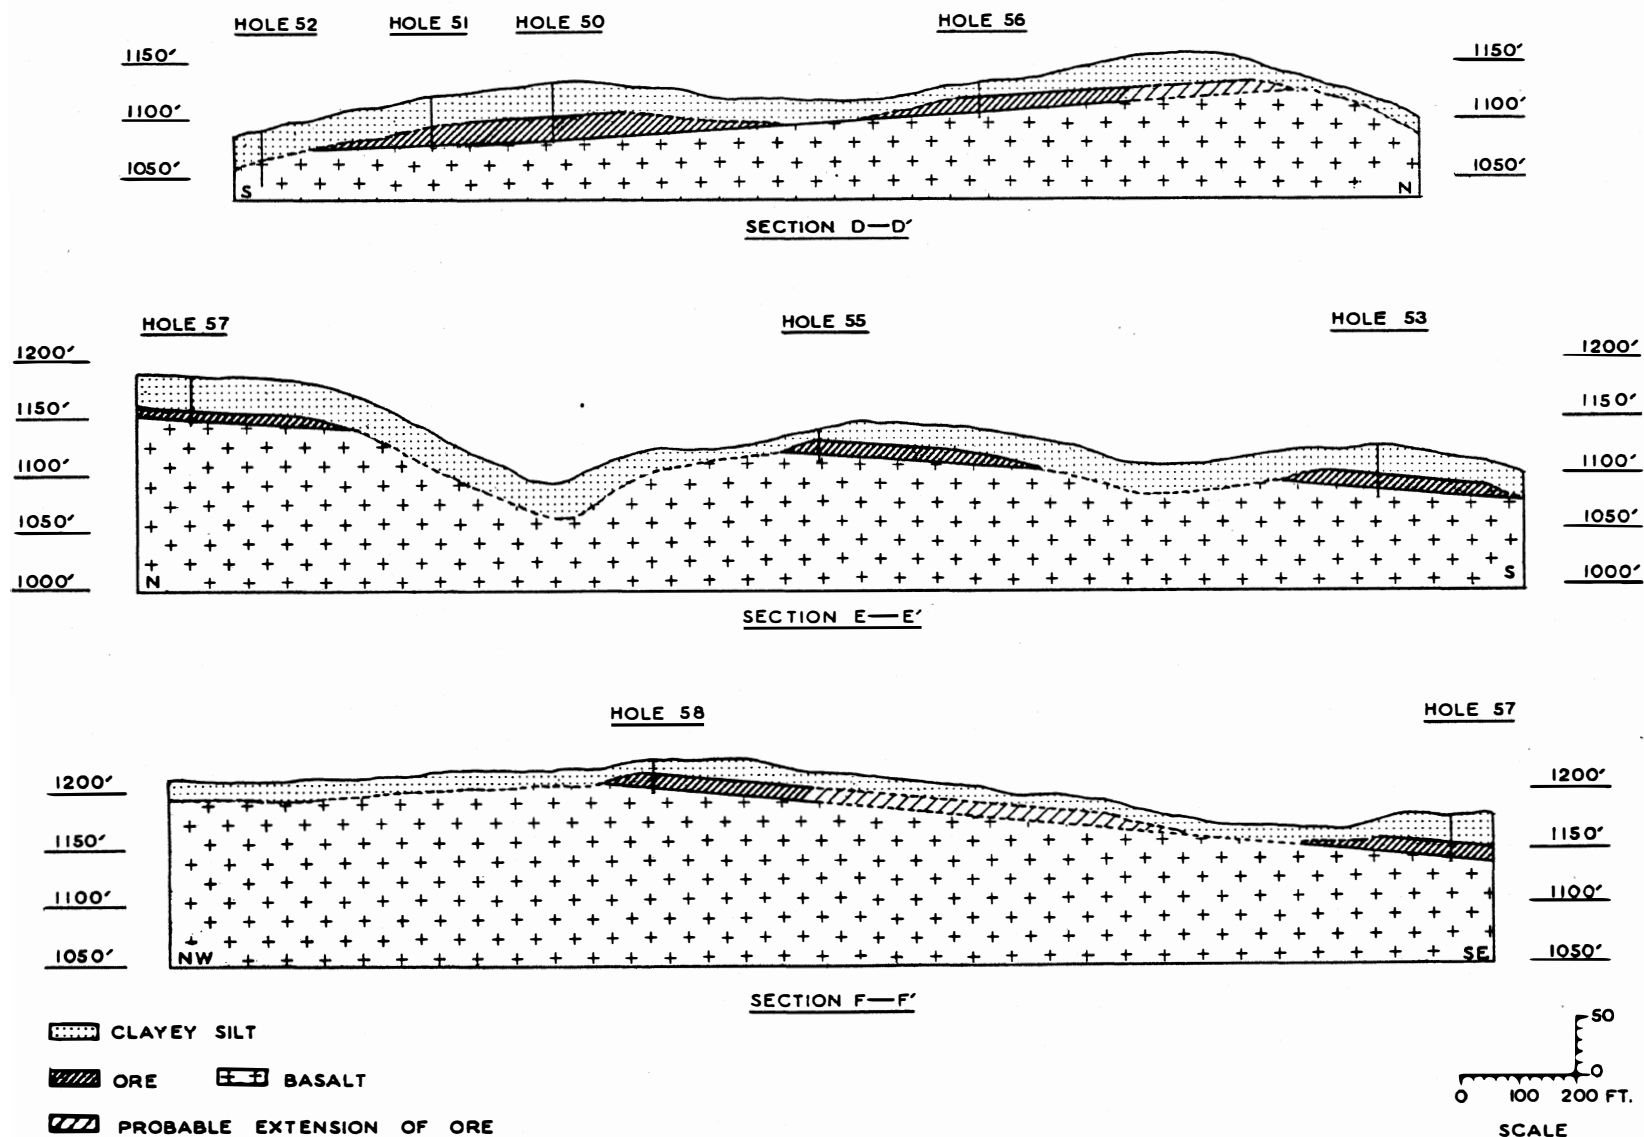 HOLE 52 HOLE 51 HOLE 50 HOLE 56
1150′ 1150′
1100′ 1100′
1050′ 1050′
S N
SECTION D—D′
HOLE 57 HOLE 55 HOLE 53
1200′ 1200′
1150′ 1150′
1100′ 1100′
1050′ 1050′
1000′ 1000′
N S
SECTION E—E′
HOLE 58 HOLE 57
1200′ 1200′
1150′ 1150′
1100′ 1100′
1050′ 1050′
NW SE
SECTION F—F′
CLAYEY SILT
ORE BASALT
PROBABLE EXTENSION OF ORE
50
0
0 100 200 FT.
SCALE